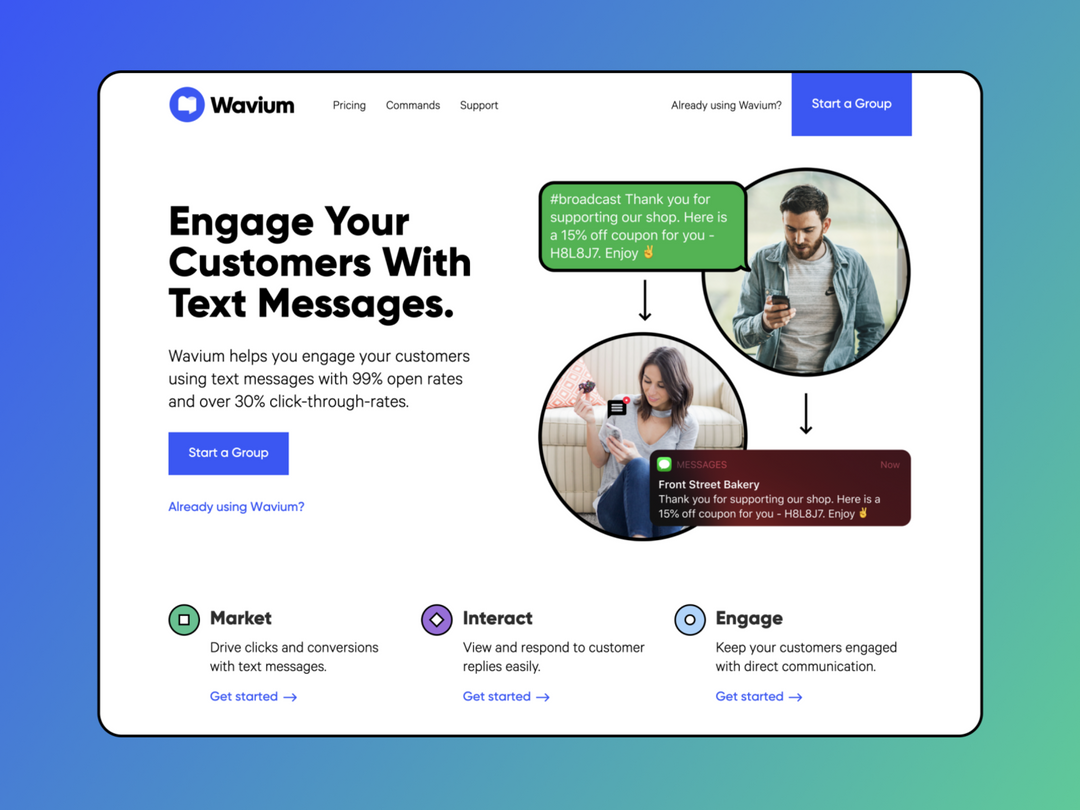 Wavium
Pricing
Commands
Support
Already using Wavium?
Start a Group
Engage Your
Customers With
Text Messages.
Wavium helps you engage your customers
using text messages with 99% open rates
and over 30% click-through-rates.
Start a Group
Already using Wavium?
#broadcast Thank you for
supporting our shop. Here is
a 15% off coupon for you -
H8L8J7. Enjoy ✌️
MESSAGES
Now
Front Street Bakery
Thank you for supporting our shop. Here is a
15% off coupon for you - H8L8J7. Enjoy ✌️
Market
Drive clicks and conversions
with text messages.
Get started →
Interact
View and respond to customer
replies easily.
Get started →
Engage
Keep your customers engaged
with direct communication.
Get started →